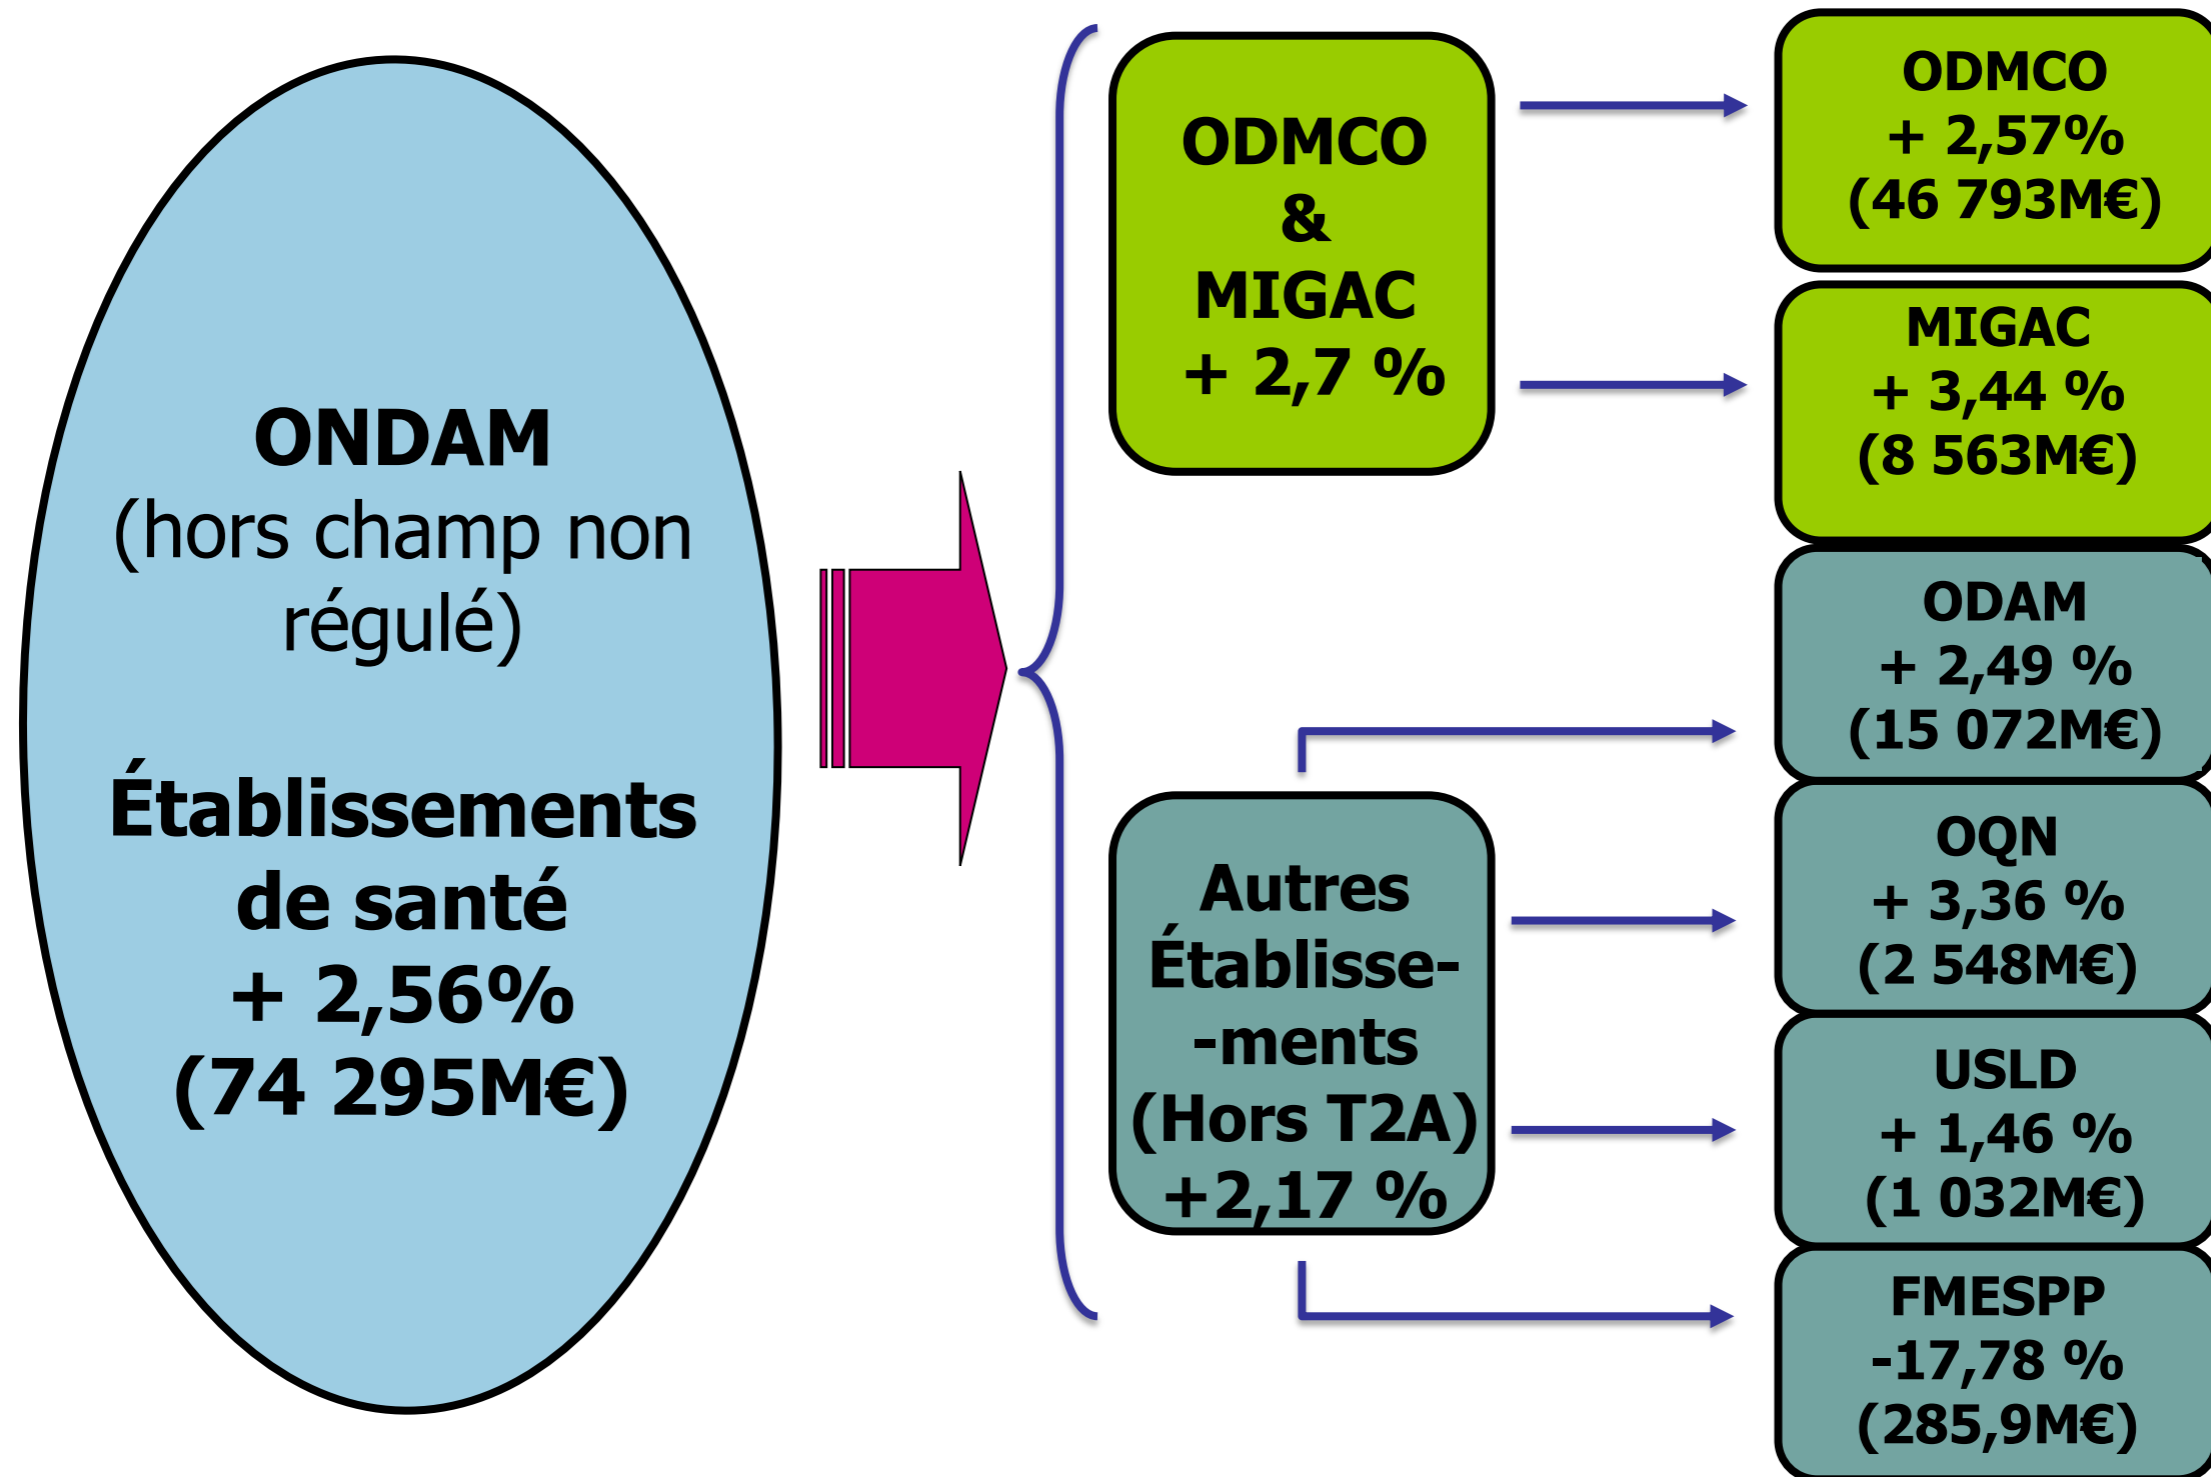 ONDAM
(hors champ non
régulé)
Établissements
de santé
+ 2,56%
(74 295M€)
ODMCO
&
MIGAC
+ 2,7 %
Autres
Établisse-
-ments
(Hors T2A)
+2,17 %
ODMCO
+ 2,57%
(46 793M€)
MIGAC
+ 3,44 %
(8 563M€)
ODAM
+ 2,49 %
(15 072M€)
OQN
+ 3,36 %
(2 548M€)
USLD
+ 1,46 %
(1 032M€)
FMESPP
-17,78 %
(285,9M€)